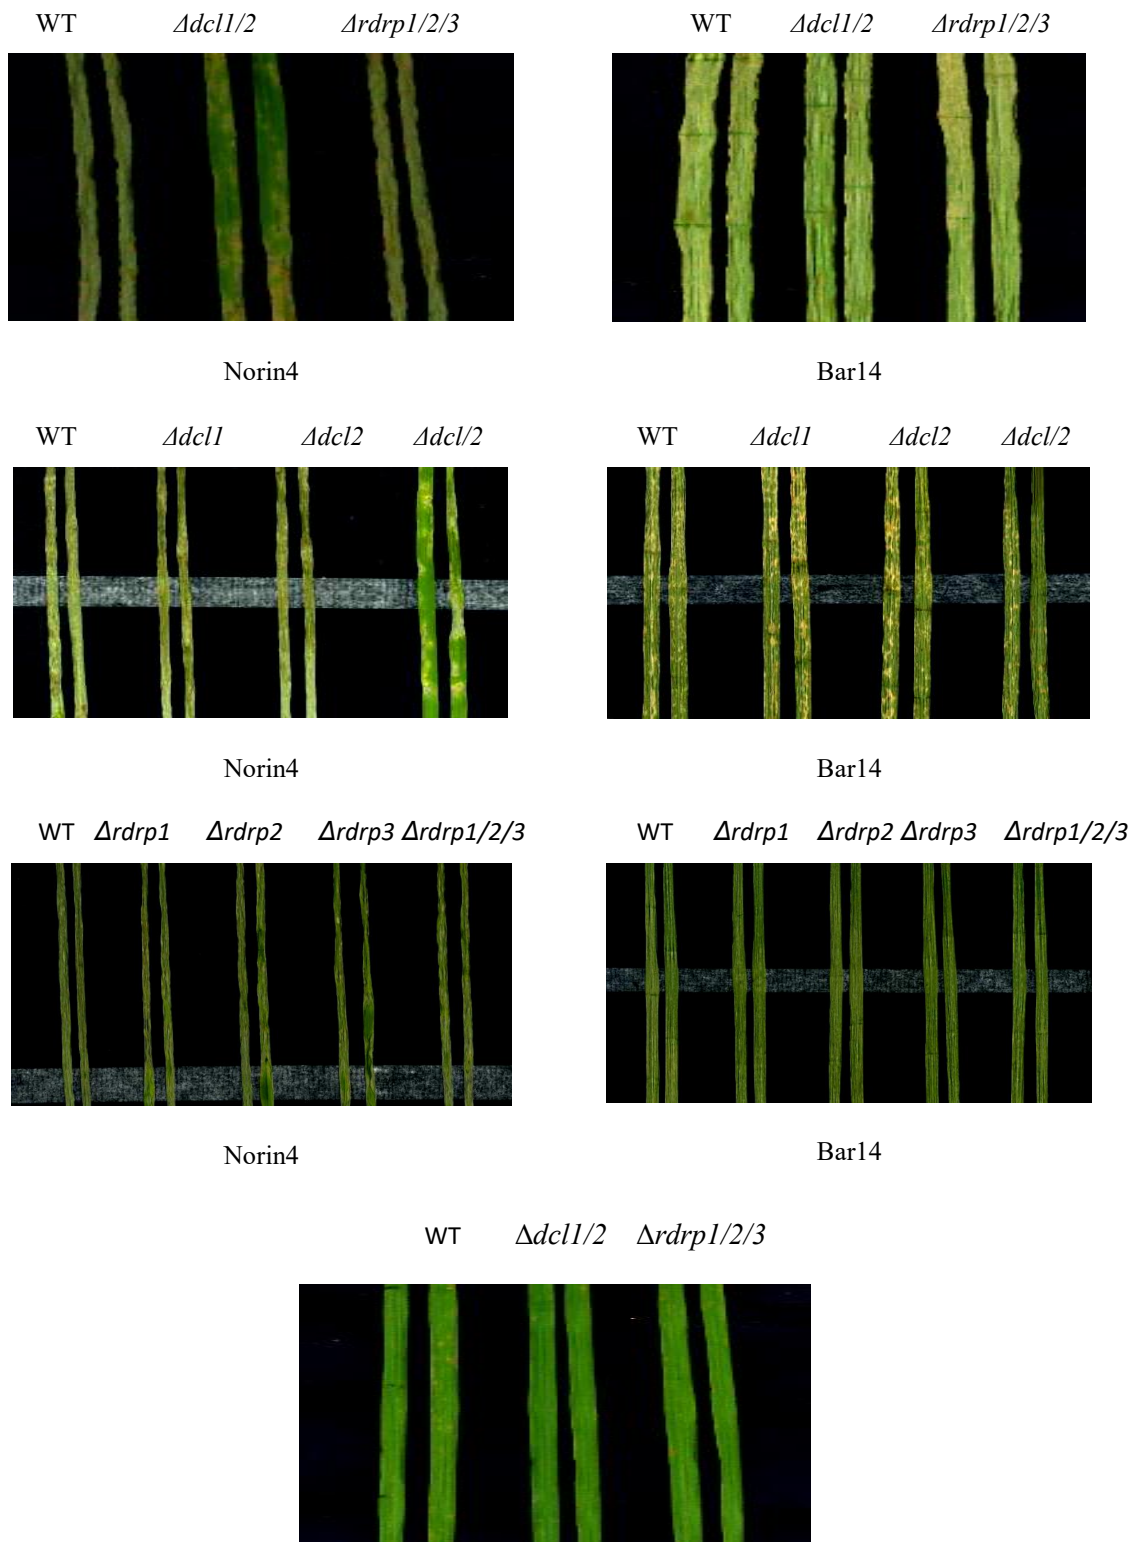 WT Δdcl1/2 Δrdrp1/2/3 WT Δdcl1/2 Δrdrp1/2/3
Norin4 Bar14
WT Δdcl1 Δdcl2 Δdcl/2 WT Δdcl1 Δdcl2 Δdcl/2
Norin4 Bar14
WT Δrdrp1 Δrdrp2 Δrdrp3 Δrdrp1/2/3 WT Δrdrp1 Δrdrp2 Δrdrp3 Δrdrp1/2/3
Norin4 Bar14
WT Δdcl1/2 Δrdrp1/2/3